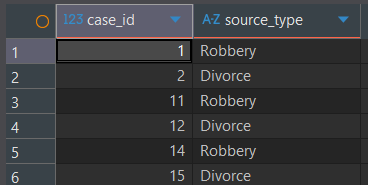 123 case_id A-Z source_type
1 1 Robbery
2 2 Divorce
3 11 Robbery
4 12 Divorce
5 14 Robbery
6 15 Divorce